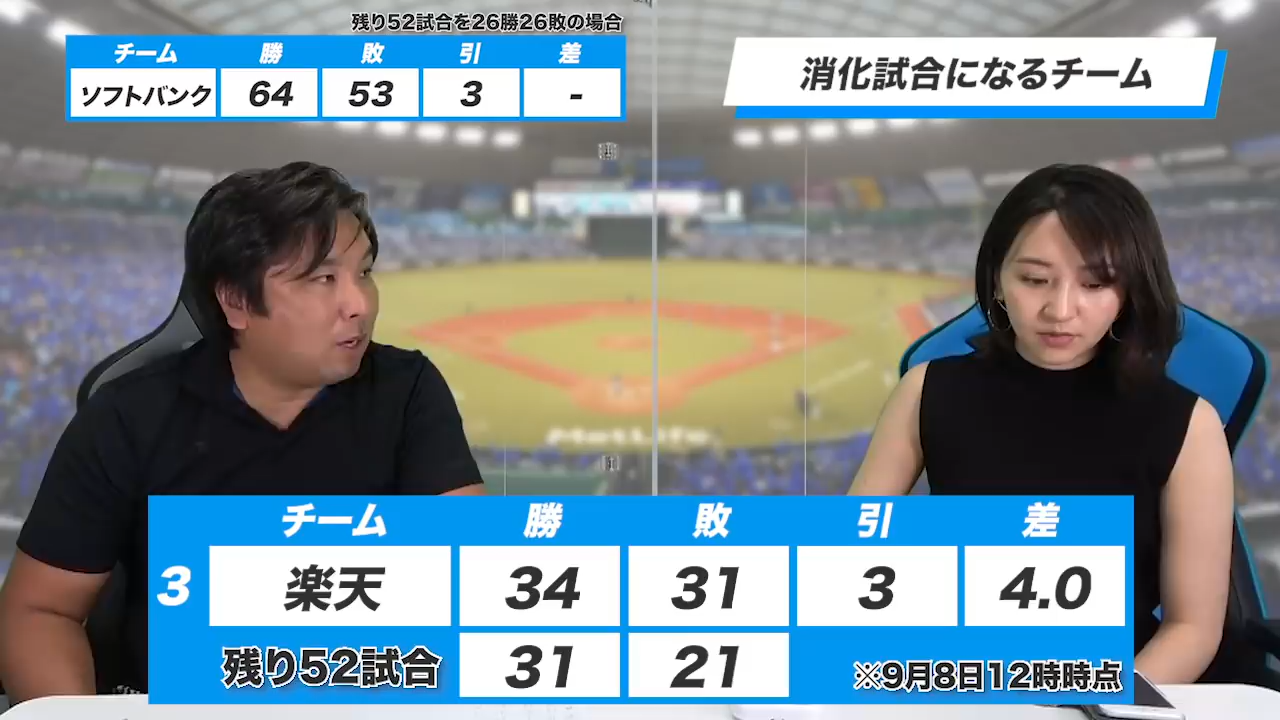 残り52試合を26勝26敗の場合
チーム 勝 敗 引 差
ソフトバンク 64 53 3 -
消化試合になるチーム
MetLife
チーム 勝 敗 引 差
3 楽天 34 31 3 4.0
残り52試合 31 21
※9月8日12時時点